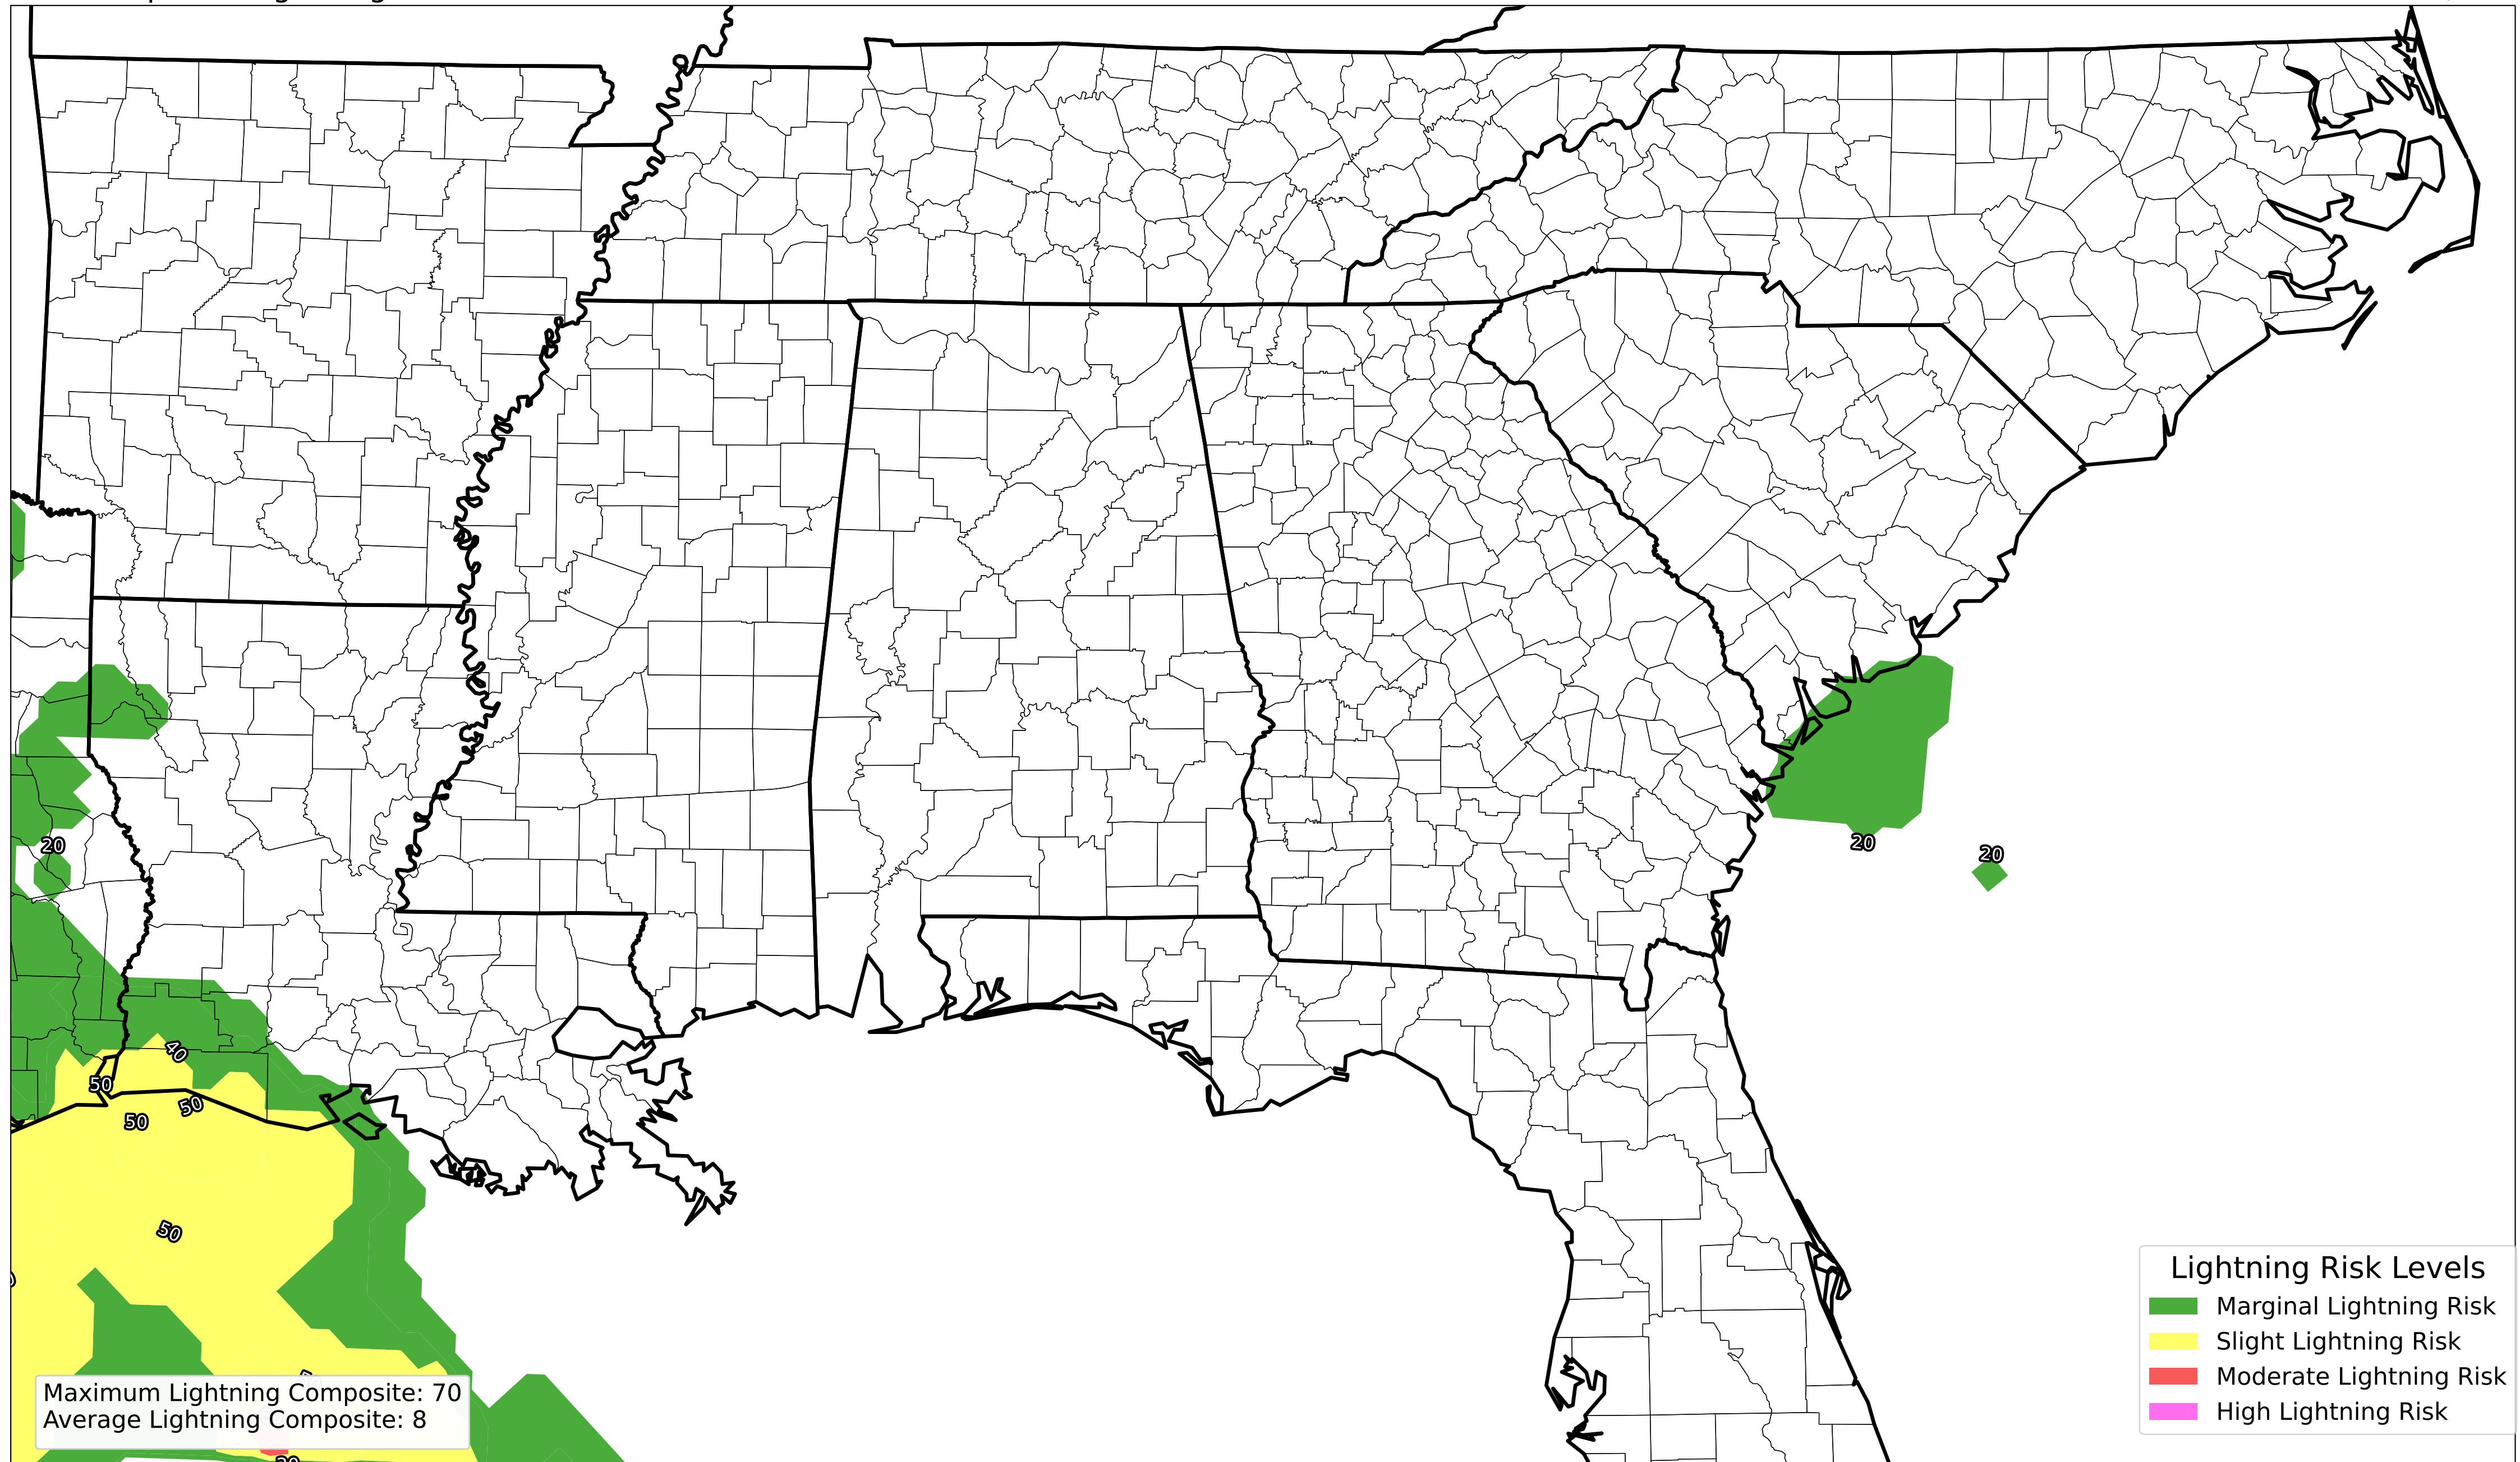 20
20
20
40
50
50
50
50
Lightning Risk Levels
Marginal Lightning Risk
Slight Lightning Risk
Moderate Lightning Risk
High Lightning Risk
Maximum Lightning Composite: 70
Average Lightning Composite: 8